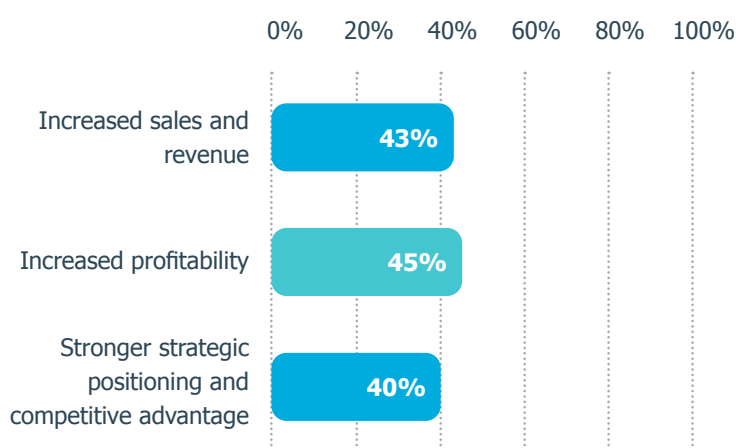 0% 20% 40% 60% 80% 100%
Increased sales and
revenue
43%
Increased profitability
45%
Stronger strategic
positioning and
competitive advantage
40%